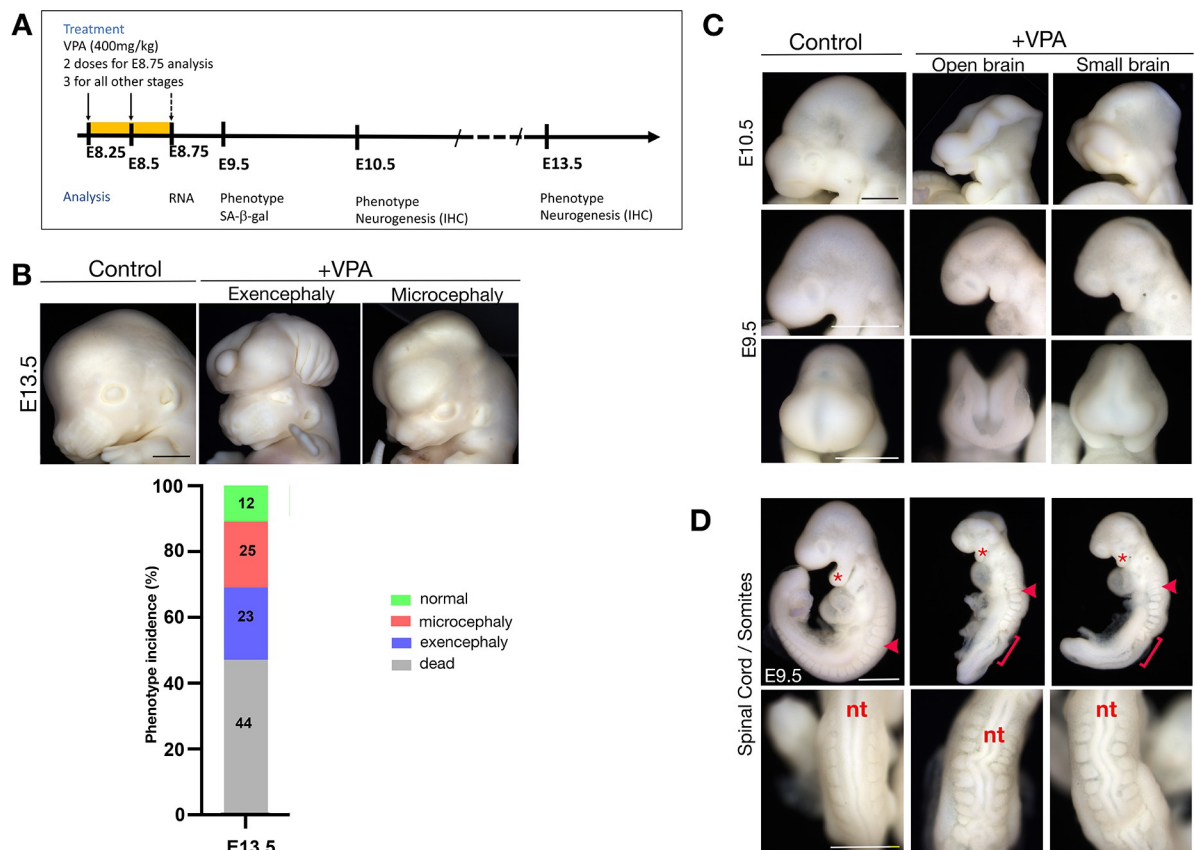 A
Treatment
VPA (400mg/kg)
2 doses for E8.75 analysis
3 for all other stages
E8.25
E8.5
E8.75
E9.5
E10.5
E13.5
Analysis
RNA
Phenotype
SA-β-gal
Phenotype
Neurogenesis (IHC)
Phenotype
Neurogenesis (IHC)
B
Control
+VPA
Exencephaly
Microcephaly
E13.5
Phenotype incidence (%)
100
80
60
40
20
0
12
25
23
44
E13.5
normal
microcephaly
exencephaly
dead
C
Control
+VPA
Open brain
Small brain
E10.5
E9.5
D
Spinal Cord / Somites
*
*
*
E9.5
nt
nt
nt